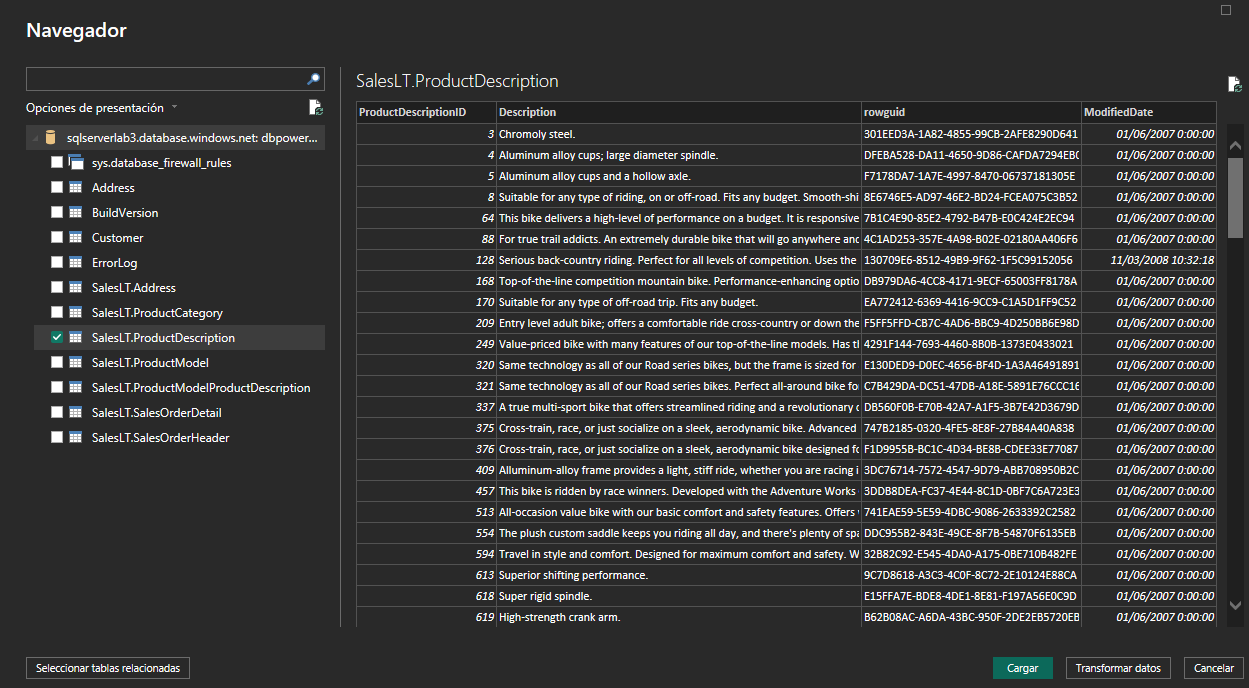 Navegador
Opciones de presentación
sqlserverlab3.database.windows.net: dbpower...
sys.database_firewall_rules
Address
BuildVersion
Customer
ErrorLog
SalesLT.Address
SalesLT.ProductCategory
SalesLT.ProductDescription
SalesLT.ProductModel
SalesLT.ProductModelProductDescription
SalesLT.SalesOrderDetail
SalesLT.SalesOrderHeader
SalesLT.ProductDescription
ProductDescriptionID Description rowguid ModifiedDate
3 Chromoly steel. 301EED3A-1A82-4855-99CB-2AFE8290D641 01/06/2007 0:00:00
4 Aluminum alloy cups; large diameter spindle. DFEBA528-DA11-4650-9D86-CAFDA7294EB0 01/06/2007 0:00:00
5 Aluminum alloy cups and a hollow axle. F7178DA7-1A7E-4997-8470-06737181305E 01/06/2007 0:00:00
8 Suitable for any type of riding, on or off-road. Fits any budget. Smooth-shi 8E6746E5-AD97-46E2-BD24-FCEA075C3B52 01/06/2007 0:00:00
64 This bike delivers a high-level of performance on a budget. It is responsive 7B1C4E90-85E2-4792-B47B-E0C424E2EC94 01/06/2007 0:00:00
88 For true trail addicts. An extremely durable bike that will go anywhere and 4C1AD253-357E-4A98-B02E-02180AA406F6 01/06/2007 0:00:00
128 Serious back-country riding. Perfect for all levels of competition. Uses the 130709E6-8512-49B9-9F62-1F5C99152056 11/03/2008 10:32:18
168 Top-of-the-line competition mountain bike. Performance-enhancing optio DB979DA6-4CC8-4171-9ECF-65003FF8178A 01/06/2007 0:00:00
170 Suitable for any type of off-road trip. Fits any budget. EA772412-6369-4416-9CC9-C1A5D1FF9C52 01/06/2007 0:00:00
209 Entry level adult bike; offers a comfortable ride cross-country or down the F5FF5FFD-CB7C-4AD6-BBC9-4D250BB6E98D 01/06/2007 0:00:00
249 Value-priced bike with many features of our top-of-the-line models. Has th 4291F144-7693-4460-8B0B-1373E0433021 01/06/2007 0:00:00
320 Same technology as all of our Road series bikes, but the frame is sized for E130DED9-D0EC-4656-BF4D-1A3A46491891 01/06/2007 0:00:00
321 Same technology as all of our Road series bikes. Perfect all-around bike fo C7B429DA-DC51-47DB-A18E-5891E76CCC16 01/06/2007 0:00:00
337 A true multi-sport bike that offers streamlined riding and a revolutionary DB560F0B-E70B-42A7-A1F5-3B7E42D3679D 01/06/2007 0:00:00
375 Cross-train, race, or just socialize on a sleek, aerodynamic bike. Advanced 747B2185-0320-4FE5-8E8F-27B84A40A838 01/06/2007 0:00:00
376 Cross-train, race, or just socialize on a sleek, aerodynamic bike designed fo F1D9955B-BC1C-4D34-BE8B-CDEE33E77087 01/06/2007 0:00:00
409 Alluminum-alloy frame provides a light, stiff ride, whether you are racing i 3DC76714-7572-4547-9D79-ABB708950B2C 01/06/2007 0:00:00
457 This bike is ridden by race winners. Developed with the Adventure Works 3DDB8DEA-FC37-4E44-8C1D-0BF7C6A723E3 01/06/2007 0:00:00
513 All-occasion value bike with our basic comfort and safety features. Offers 741EAE59-5E59-4DBC-9086-2633392C2582 01/06/2007 0:00:00
554 The plush custom saddle keeps you riding all day, and there's plenty of spa DDC955B2-843E-49CE-8F7B-54870F6135EB 01/06/2007 0:00:00
594 Travel in style and comfort. Designed for maximum comfort and safety. W 32B82C92-E545-4DA0-A175-0BE710B482FE 01/06/2007 0:00:00
613 Superior shifting performance. 9C7D8618-A3C3-4C0F-8C72-2E10124E88CA 01/06/2007 0:00:00
618 Super rigid spindle. E15FFA7E-BDE8-4DE1-8E81-F197A56E0C9D 01/06/2007 0:00:00
619 High-strength crank arm. B62B08AC-A6DA-43BC-950F-2DE2EB5720EB 01/06/2007 0:00:00
Seleccionar tablas relacionadas
Cargar
Transformar datos
Cancelar